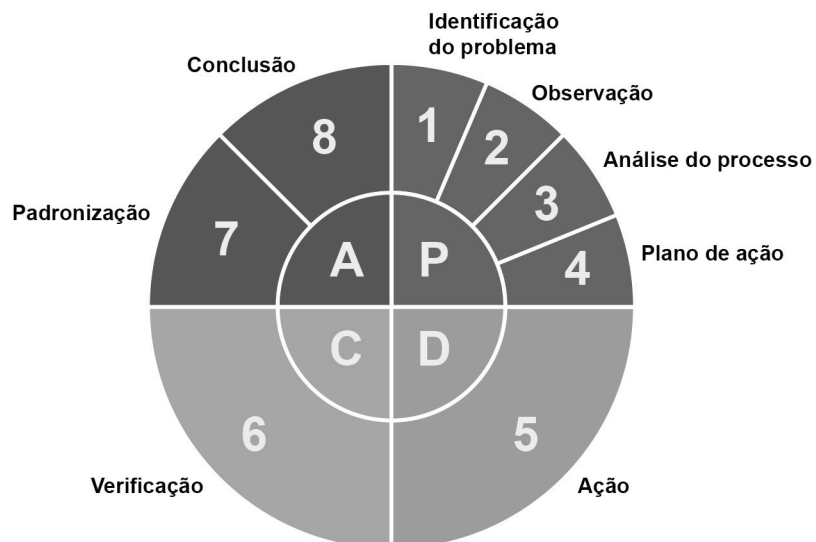 Identificação
do problema
Conclusão
Observação
8
1
2
Análise do processo
3
Padronização
7
A
P
4
Plano de ação
C
D
6
5
Verificação
Ação